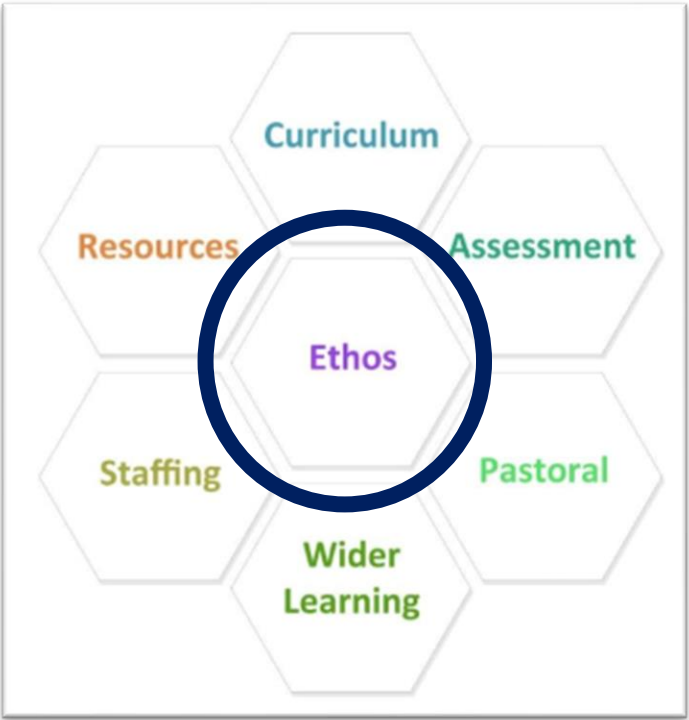 Curriculum
Resources
Assessment
Ethos
Staffing
Pastoral
Wider
Learning